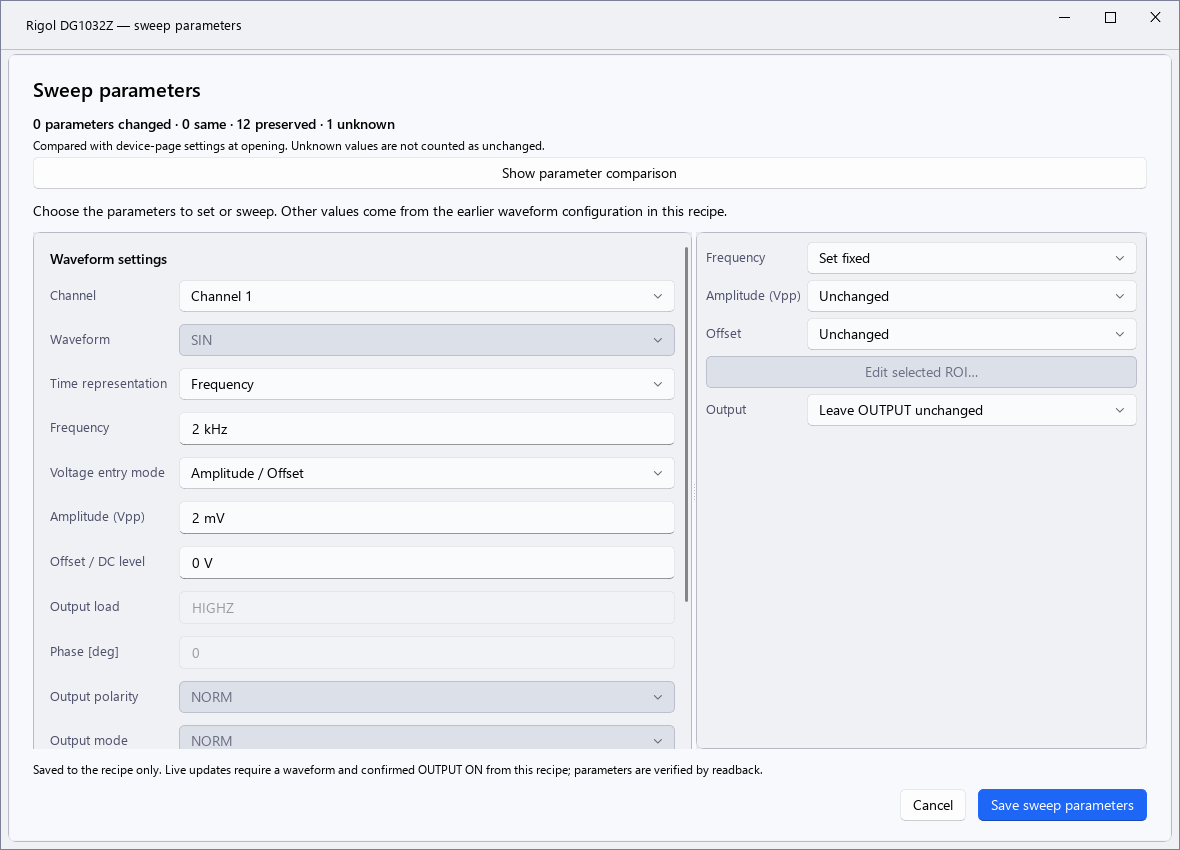 Rigol DG1032Z — sweep parameters
Sweep parameters
0 parameters changed · 0 same · 12 preserved · 1 unknown
Compared with device-page settings at opening. Unknown values are not counted as unchanged.
Show parameter comparison
Choose the parameters to set or sweep. Other values come from the earlier waveform configuration in this recipe.
Waveform settings
Channel
Channel 1
Waveform
SIN
Time representation
Frequency
Frequency
2 kHz
Voltage entry mode
Amplitude / Offset
Amplitude (Vpp)
2 mV
Offset / DC level
0 V
Output load
HIGHZ
Phase [deg]
0
Output polarity
NORM
Output mode
NORM
Frequency
Set fixed
Amplitude (Vpp)
Unchanged
Offset
Unchanged
Edit selected ROI...
Output
Leave OUTPUT unchanged
Saved to the recipe only. Live updates require a waveform and confirmed OUTPUT ON from this recipe; parameters are verified by readback.
Cancel
Save sweep parameters